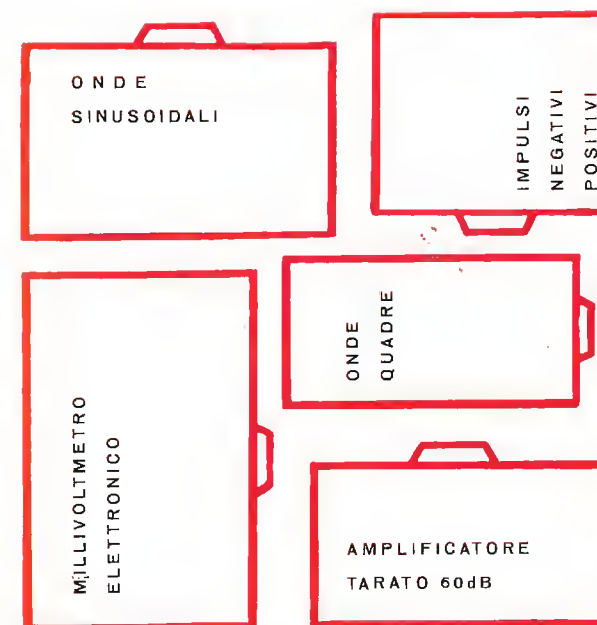 ONDE
SINUSOIDALI
IMPULSI
NEGATIVI
POSITIVI
ONDE
QUADRE
MILLIVOLTMETRO
ELETTRONICO
AMPLIFICATORE
TARATO 60dB